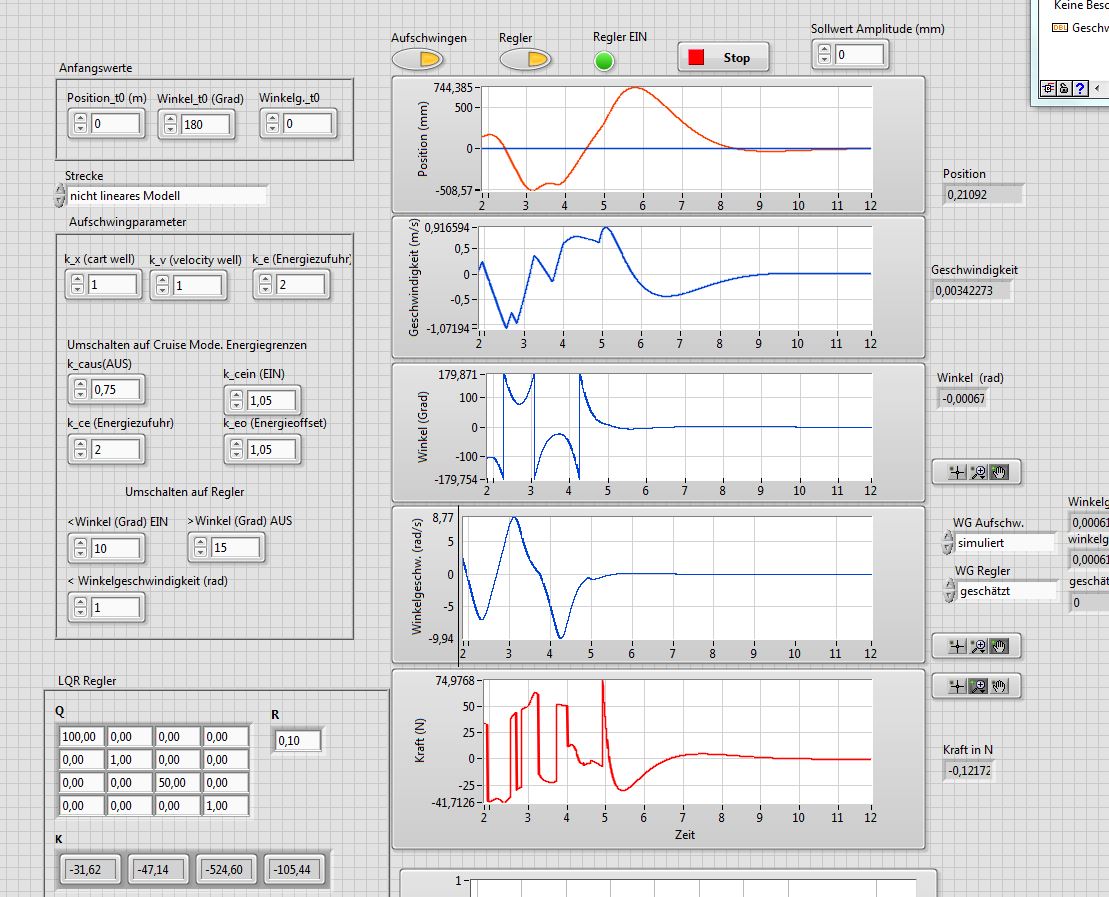 Keine Besc
DBL Geschw
Aufschwingen
Regler
Regler EIN
Stop
Sollwert Amplitude (mm)
0
Anfangswerte
Position_t0 (m) Winkel_t0 (Grad) Winkelg._t0
0 180 0
Strecke
nicht lineares Modell
Aufschwingparameter
k_x (cart well) k_v (velocity well) k_e (Energiezufuhr)
1 1 2
Umschalten auf Cruise Mode. Energiegrenzen
k_caus(AUS)
0,75
k_cein (EIN)
1,05
k_ce (Energiezufuhr)
2
k_eo (Energieoffset)
1,05
Umschalten auf Regler
<Winkel (Grad) EIN >Winkel (Grad) AUS
10 15
< Winkelgeschwindigkeit (rad)
1
LQR Regler
Q
100,00 0,00 0,00 0,00
0,00 1,00 0,00 0,00
0,00 0,00 50,00 0,00
0,00 0,00 0,00 1,00
R
0,10
K
-31,62 -47,14 -524,60 -105,44
Position (mm)
744,385
500
0
-508,57
2 3 4 5 6 7 8 9 10 11 12
Geschwindigkeit (m/s)
0,916594
0,5
0
-0,5
-1,07194
2 3 4 5 6 7 8 9 10 11 12
Winkel (Grad)
179,871
100
0
-100
-179,754
2 3 4 5 6 7 8 9 10 11 12
Winkelgeschw. (rad/s)
8,77
5
0
-5
-9,94
2 3 4 5 6 7 8 9 10 11 12
Kraft (N)
74,9768
50
25
0
-25
-41,7126
2 3 4 5 6 7 8 9 10 11 12
Zeit
1
Position
0,21092
Geschwindigkeit
0,00342273
Winkel (rad)
-0,00067
WG Aufschw.
simuliert
WG Regler
geschätzt
Winkelg
0,00061
winkelg
0,00061
geschät
0
Kraft in N
-0,12172